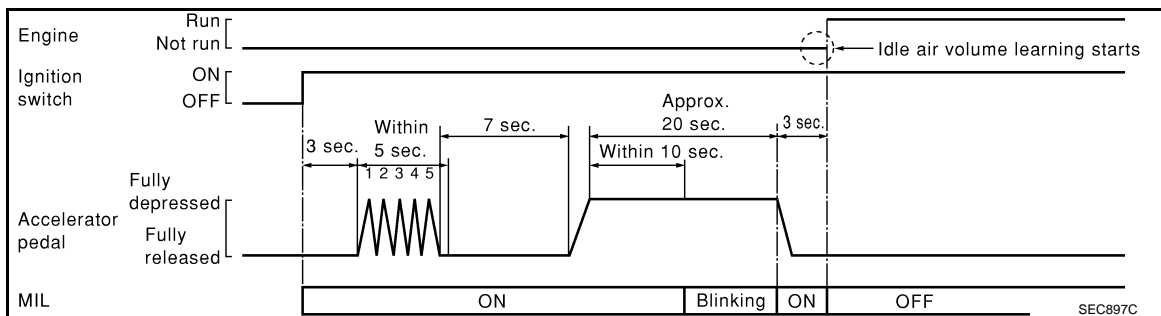 Engine
Run
Not run
Idle air volume learning starts
Ignition
switch
ON
OFF
3 sec.
Within
5 sec.
1 2 3 4 5
7 sec.
Approx.
20 sec.
Within 10 sec.
3 sec.
Accelerator
pedal
Fully
depressed
Fully
released
MIL
ON
Blinking
ON
OFF
SEC897C